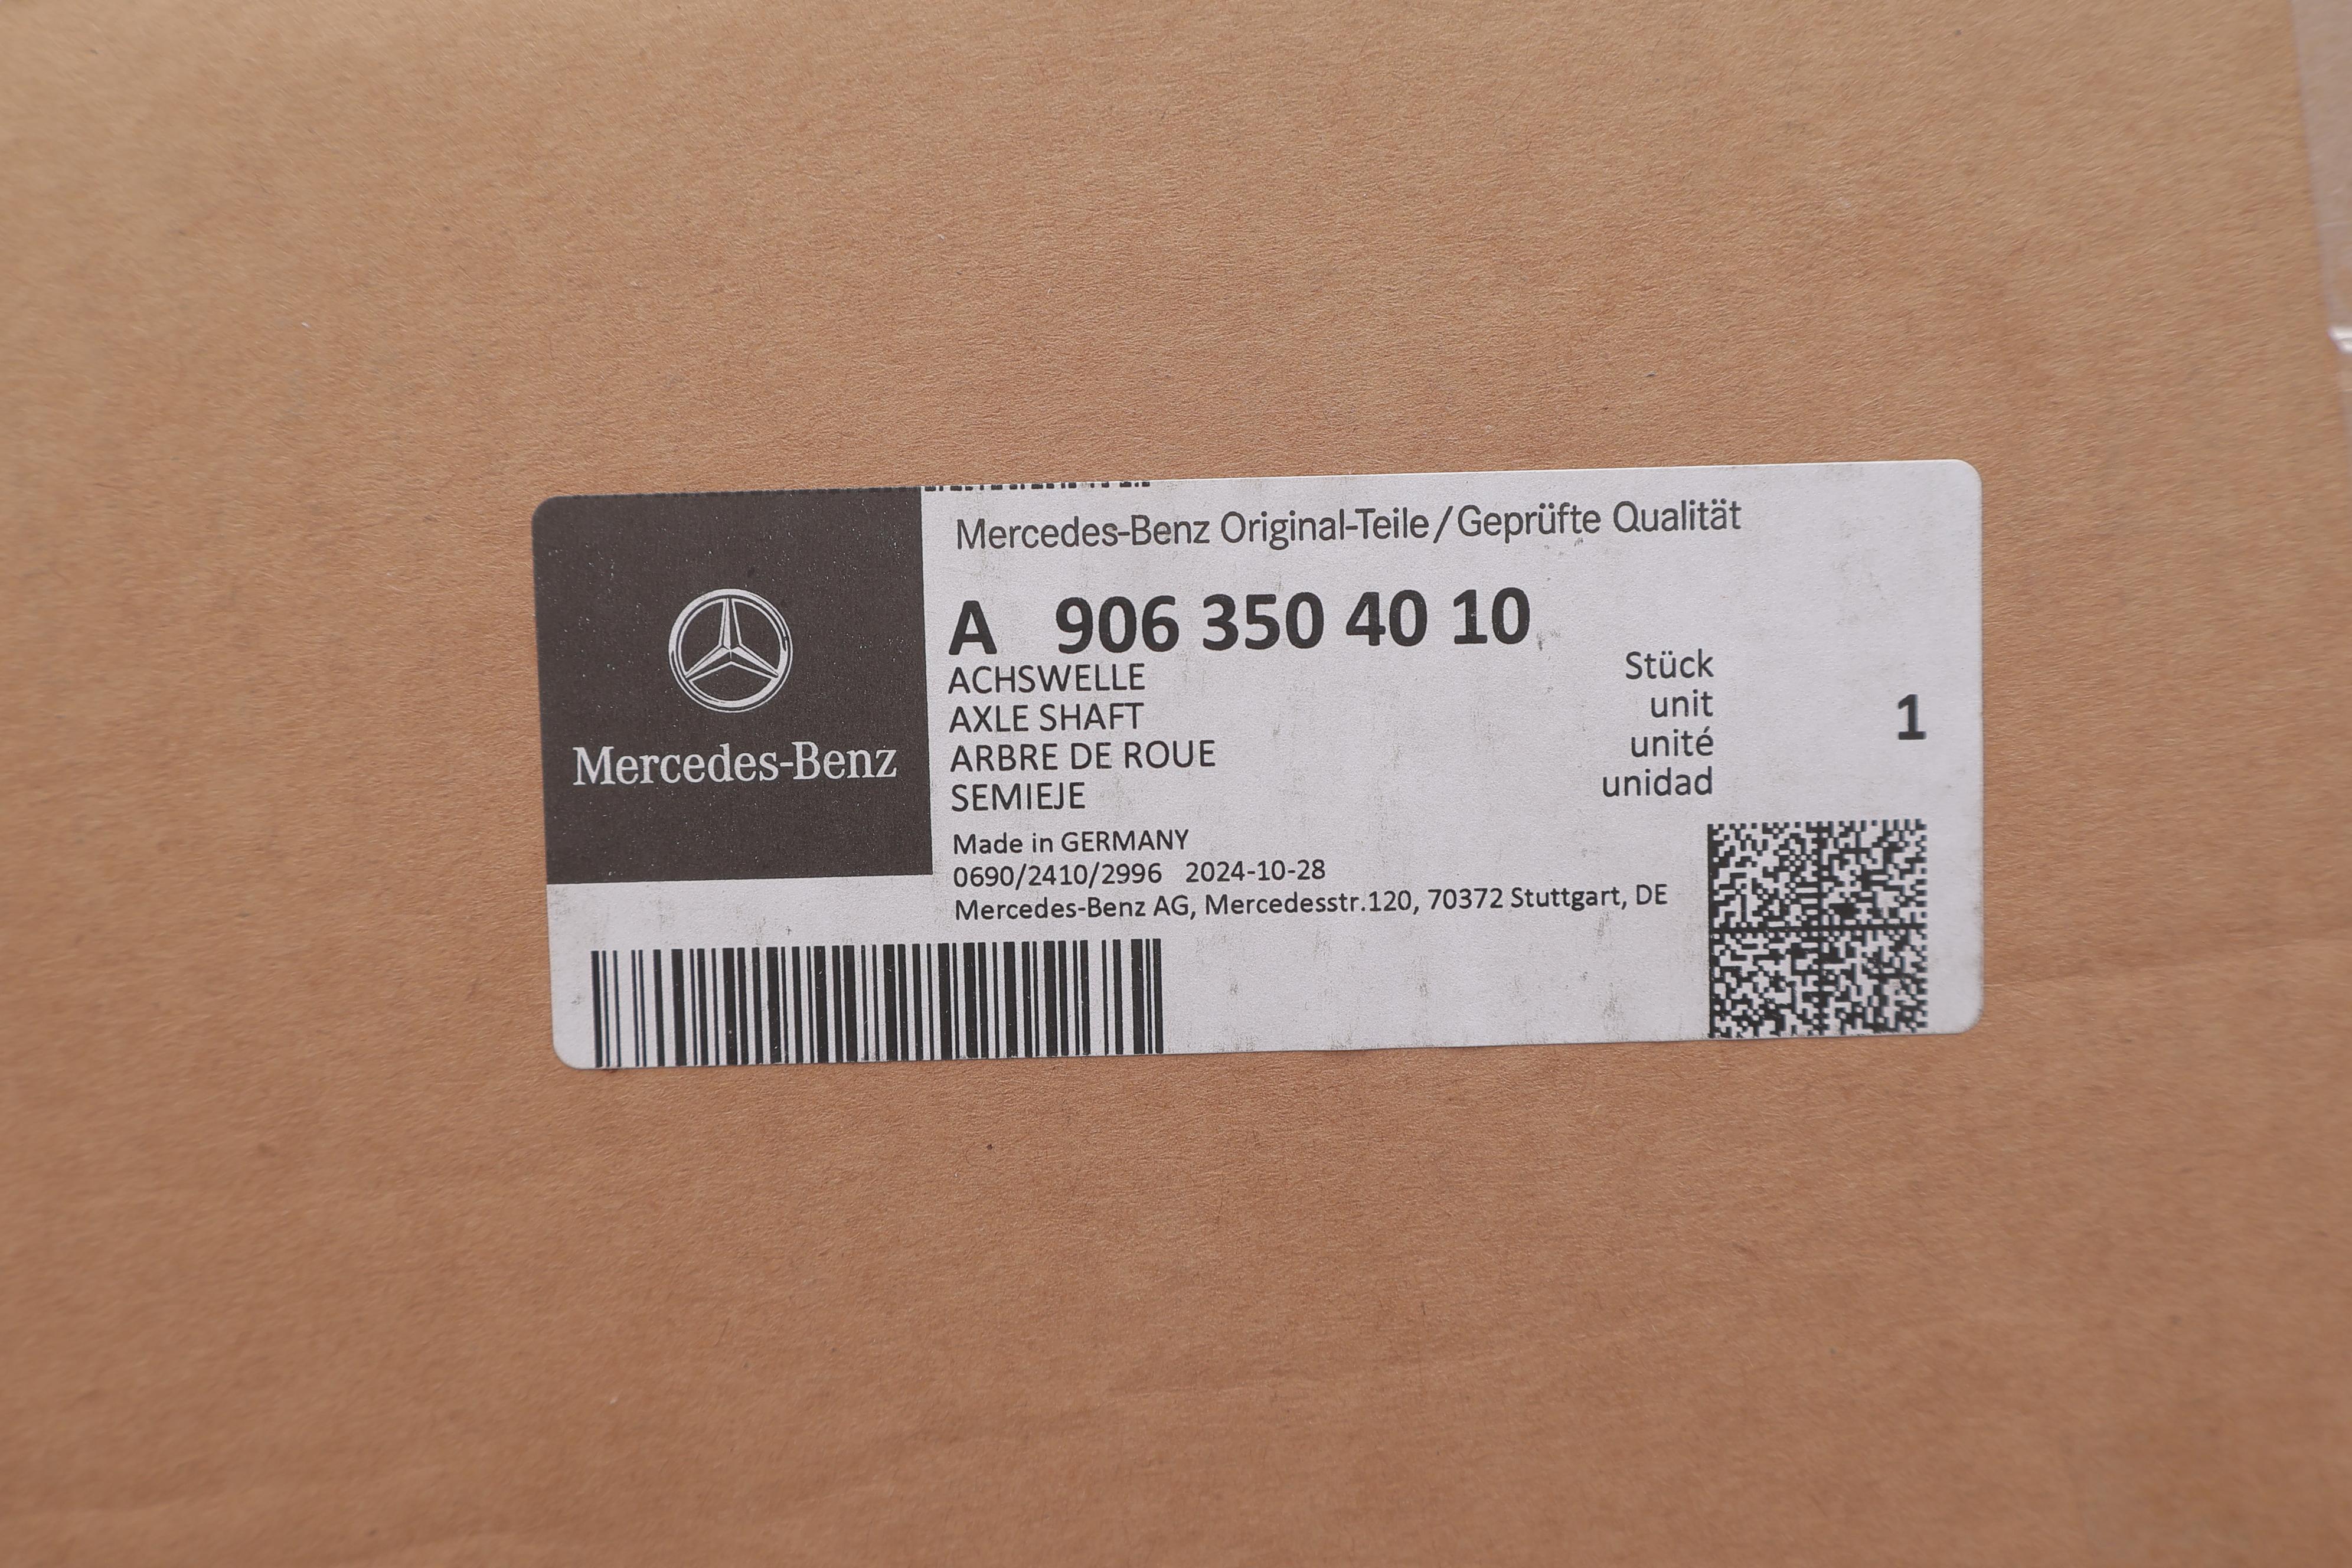 Mercedes-Benz
Mercedes-Benz Original-Teile/Geprüfte Qualität
A 906 350 40 10
ACHSWELLE
AXLE SHAFT
ARBRE DE ROUE
SEMIEJE
Stück
unit
unité
unidad
1
Made in GERMANY
0690/2410/2996 2024-10-28
Mercedes-Benz AG, Mercedesstr.120, 70372 Stuttgart, DE